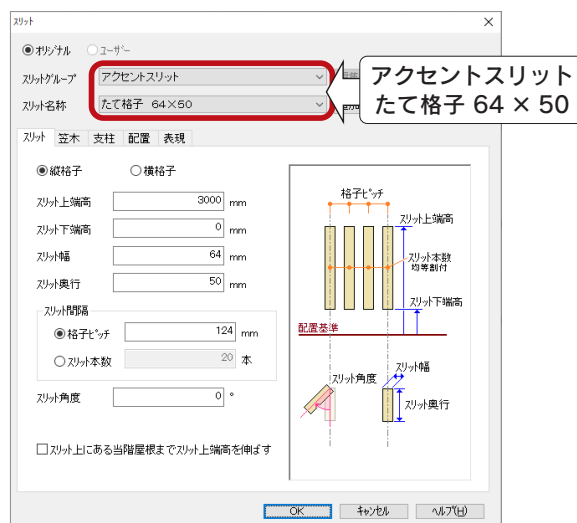 スリット
オリジナル ユーザー
スリットグループ アクセントスリット
スリット名称 たて格子 64×50
アクセントスリット
たて格子 64 × 50
スリット 笠木 支柱 配置 表現
縦格子 横格子
スリット上端高 3000 mm
スリット下端高 0 mm
スリット幅 64 mm
スリット奥行 50 mm
スリット間隔
格子ピッチ 124 mm
スリット本数 20 本
スリット角度 0 °
スリット上にある当階屋根までスリット上端高を伸ばす
格子ピッチ
スリット上端高
スリット本数
均等割付
スリット下端高
配置基準
スリット角度
スリット幅
スリット奥行
OK キャンセル ヘルプ(H)